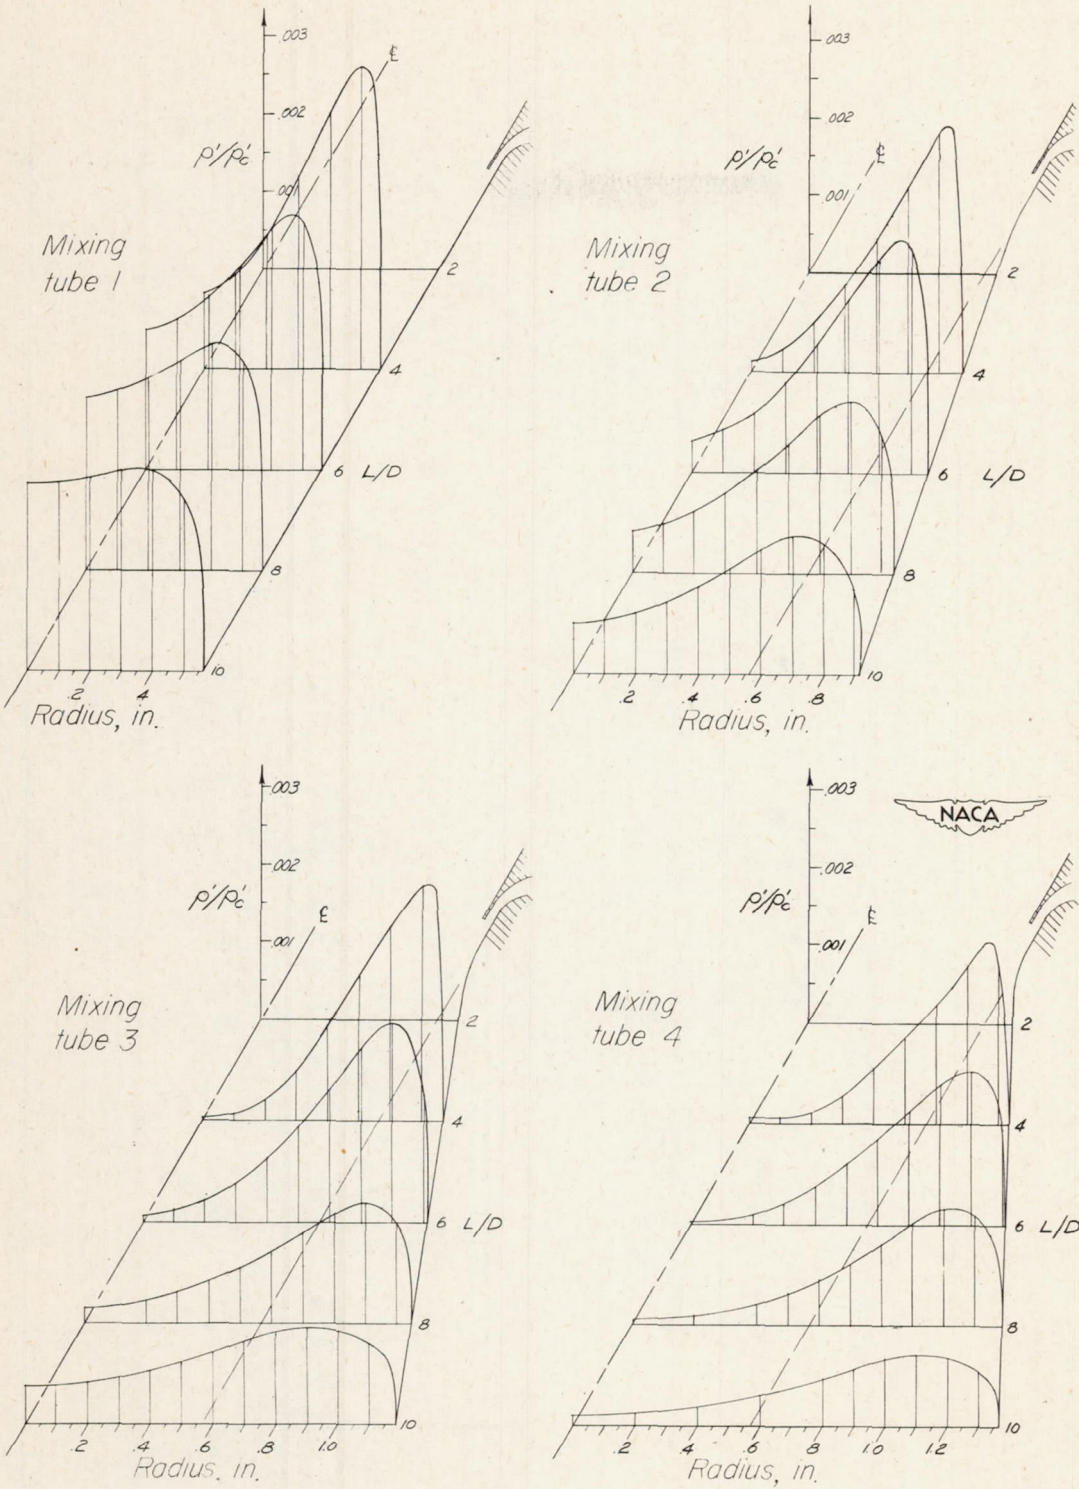 .003
℄
.002
p'/p'c
.00
Mixing
tube 1
2
4
6 L/D
8
10
.2 4
Radius, in.
.003
.002
℄
p'/p'c
.001
Mixing
tube 2
2
4
6 L/D
8
10
.2 .4 .6 .8
Radius, in.
.003
.002
p'/p'c
℄
.001
Mixing
tube 3
2
4
6 L/D
8
10
.2 .4 .6 .8 1.0
Radius. in.
.003
NACA
.002
p'/p'c
℄
.001
Mixing
tube 4
2
4
6 L/D
8
10
.2 .4 .6 8 1.0 1.2
Radius, in.